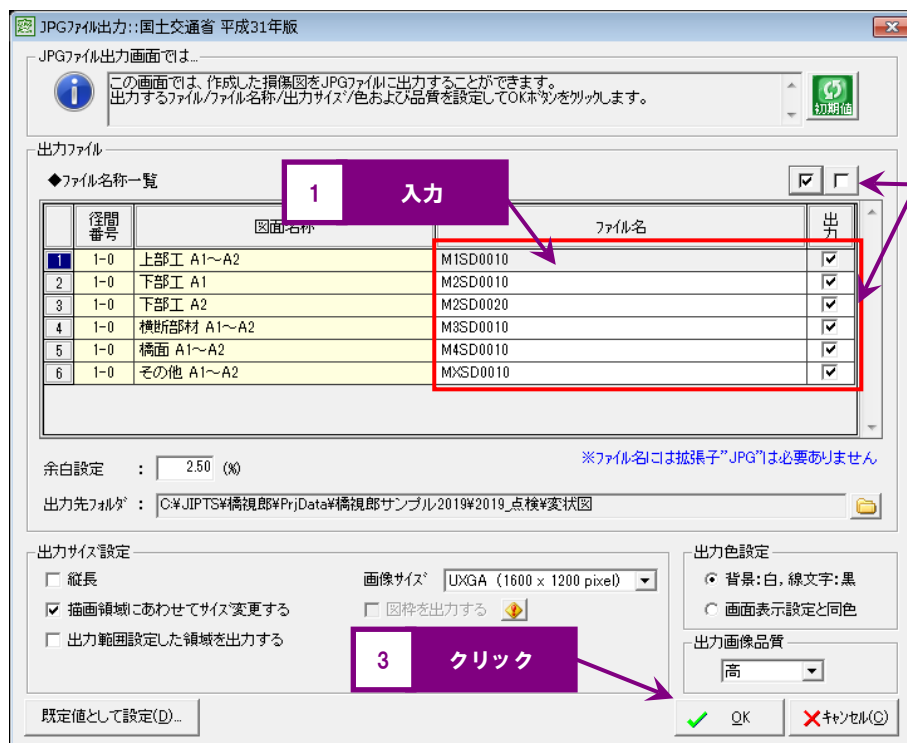 JPGﾌｧｲﾙ出力::国土交通省 平成31年版
JPGﾌｧｲﾙ出力画面では...
この画面では、作成した損傷図をJPGﾌｧｲﾙに出力することができます。
出力するﾌｧｲﾙ/ﾌｧｲﾙ名称/出力ｻｲｽﾞ/色および品質を設定してOKﾎﾞﾀﾝをｸﾘｯｸします。
初期値
出力ﾌｧｲﾙ
◆ﾌｧｲﾙ名称一覧
1 入力
径間番号 図面名称 ﾌｧｲﾙ名 出力
1 1-0 上部工 A1～A2 M1SD0010
2 1-0 下部工 A1 M2SD0010
3 1-0 下部工 A2 M2SD0020
4 1-0 横断部材 A1～A2 M3SD0010
5 1-0 橋面 A1～A2 M4SD0010
6 1-0 その他 A1～A2 MXSD0010
※ﾌｧｲﾙ名には拡張子"JPG"は必要ありません
余白設定 : 2.50 (%)
出力先ﾌｫﾙﾀﾞ : C:¥JIPTS¥橋視郎¥PrjData¥橋視郎サンプル2019¥2019_点検¥変状図
出力ｻｲｽﾞ設定
縦長
画像ｻｲｽﾞ UXGA (1600 x 1200 pixel)
描画領域にあわせてｻｲｽﾞ変更する
図枠を出力する
出力範囲設定した領域を出力する
出力色設定
背景:白,線文字:黒
画面表示設定と同色
出力画像品質
高
3 クリック
既定値として設定(D)...
OK
ｷｬﾝｾﾙ(C)